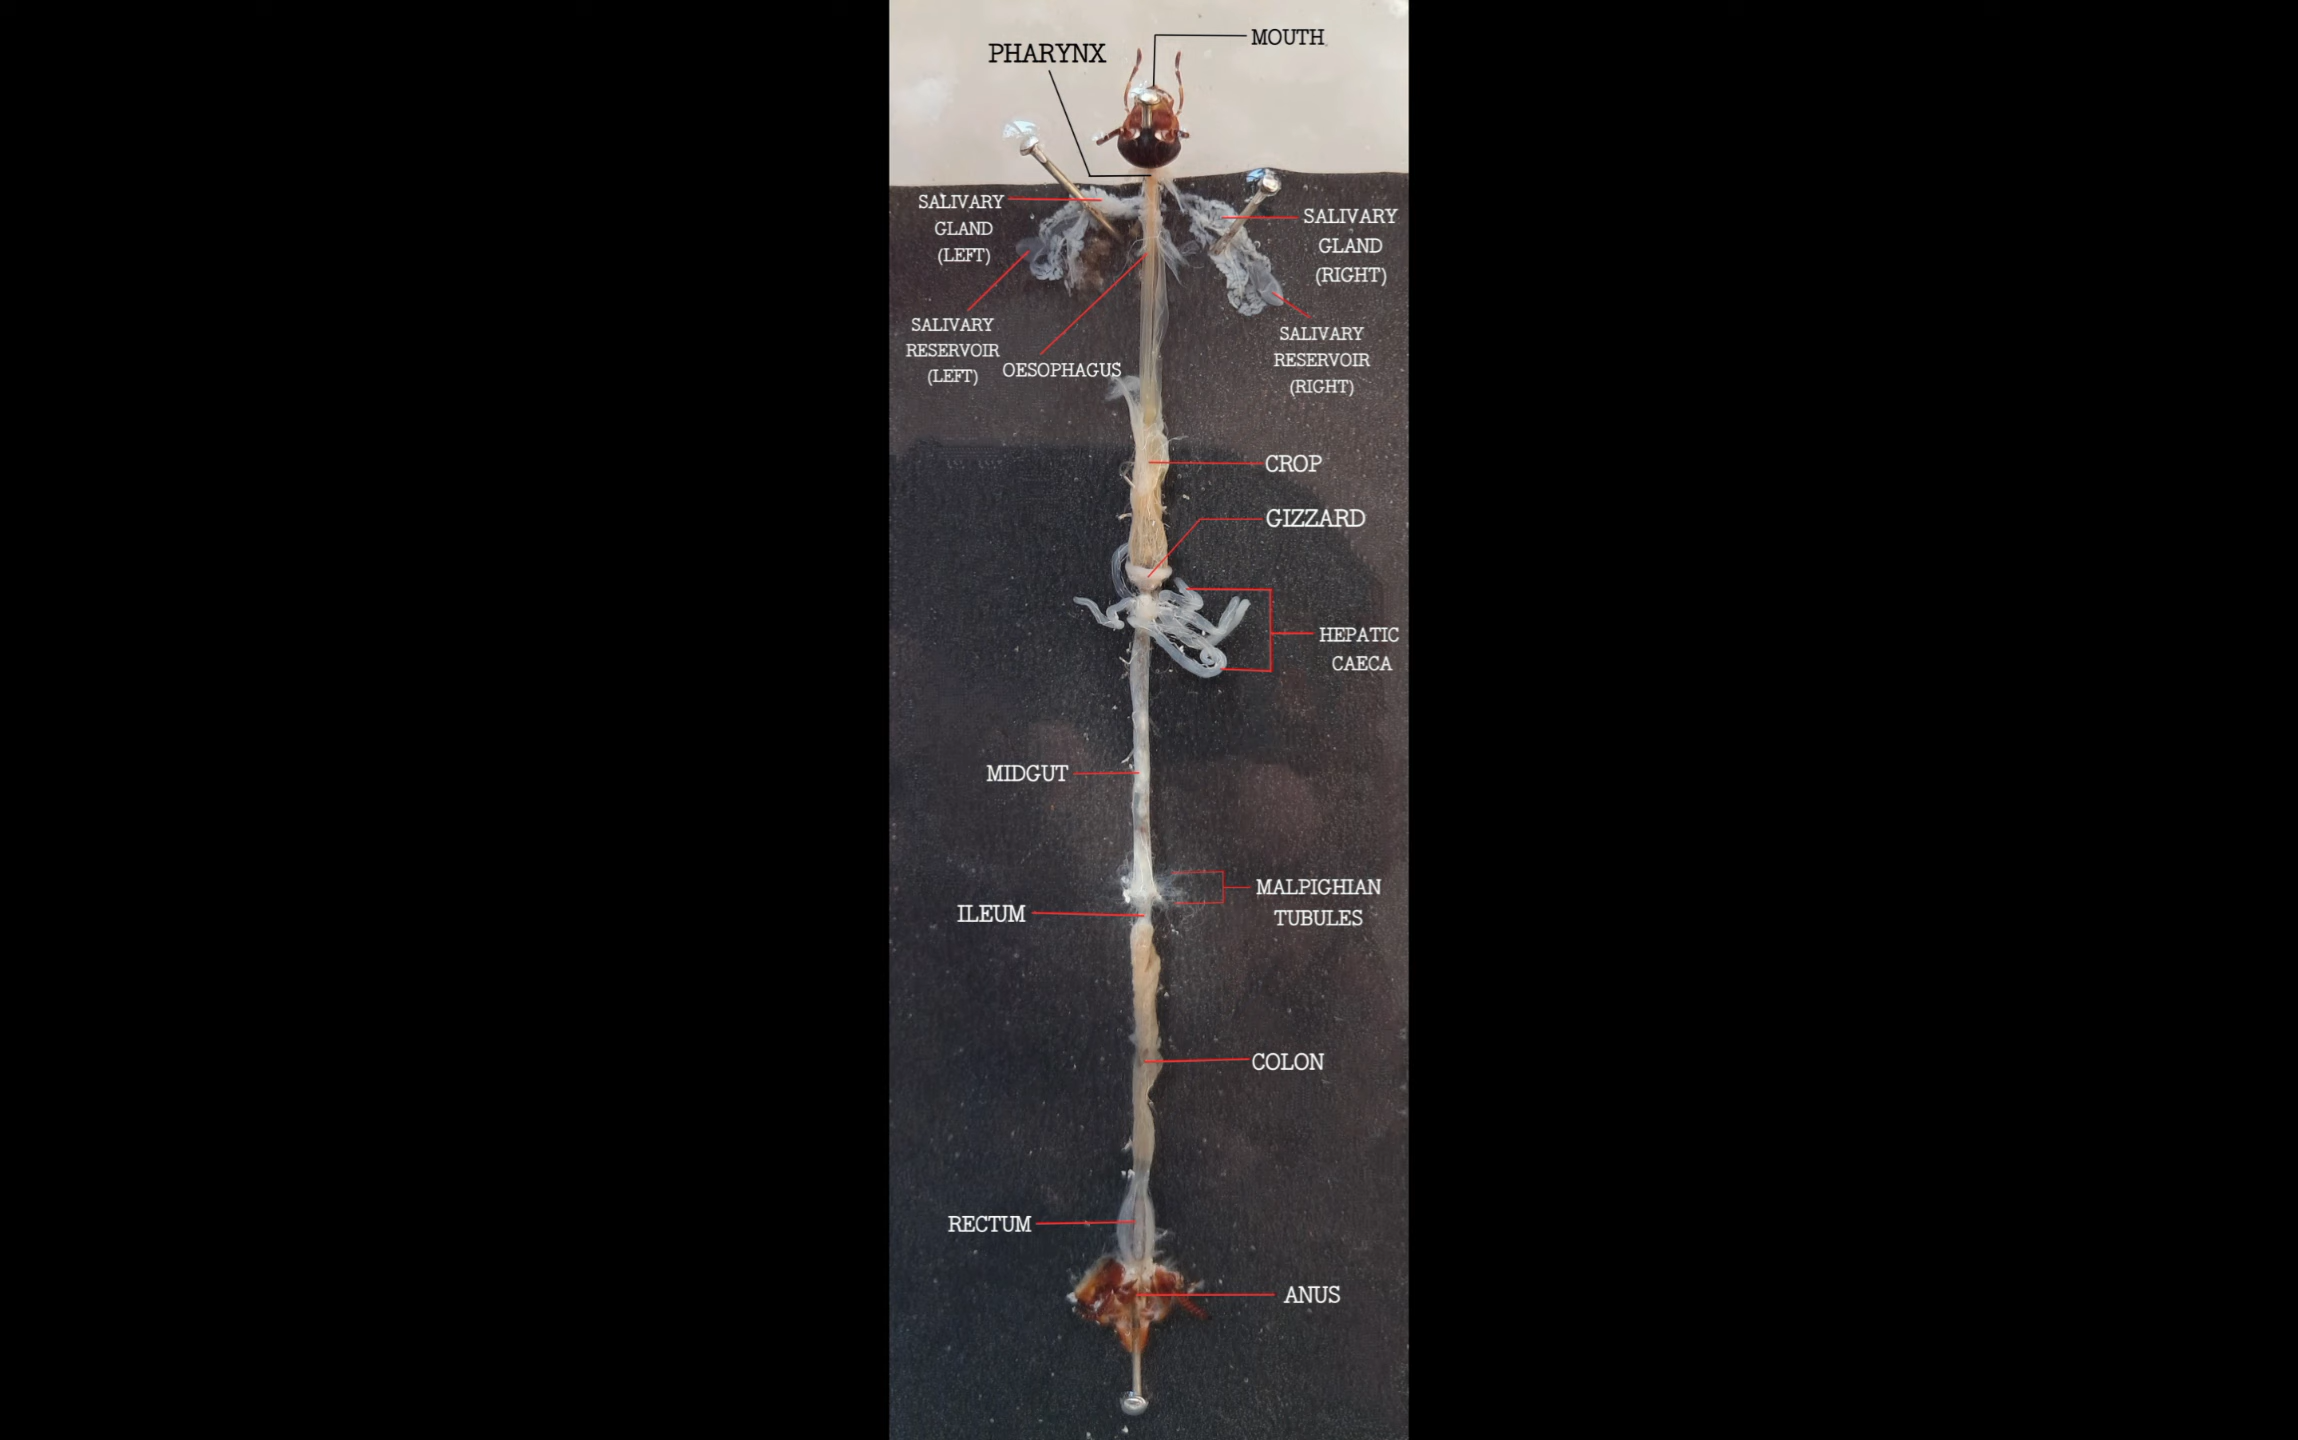 MOUTH
PHARYNX
SALIVARY
GLAND
(LEFT)
SALIVARY
GLAND
(RIGHT)
SALIVARY
RESERVOIR
(LEFT)
OESOPHAGUS
SALIVARY
RESERVOIR
(RIGHT)
CROP
GIZZARD
HEPATIC
CAECA
MIDGUT
MALPIGHIAN
TUBULES
ILEUM
COLON
RECTUM
ANUS